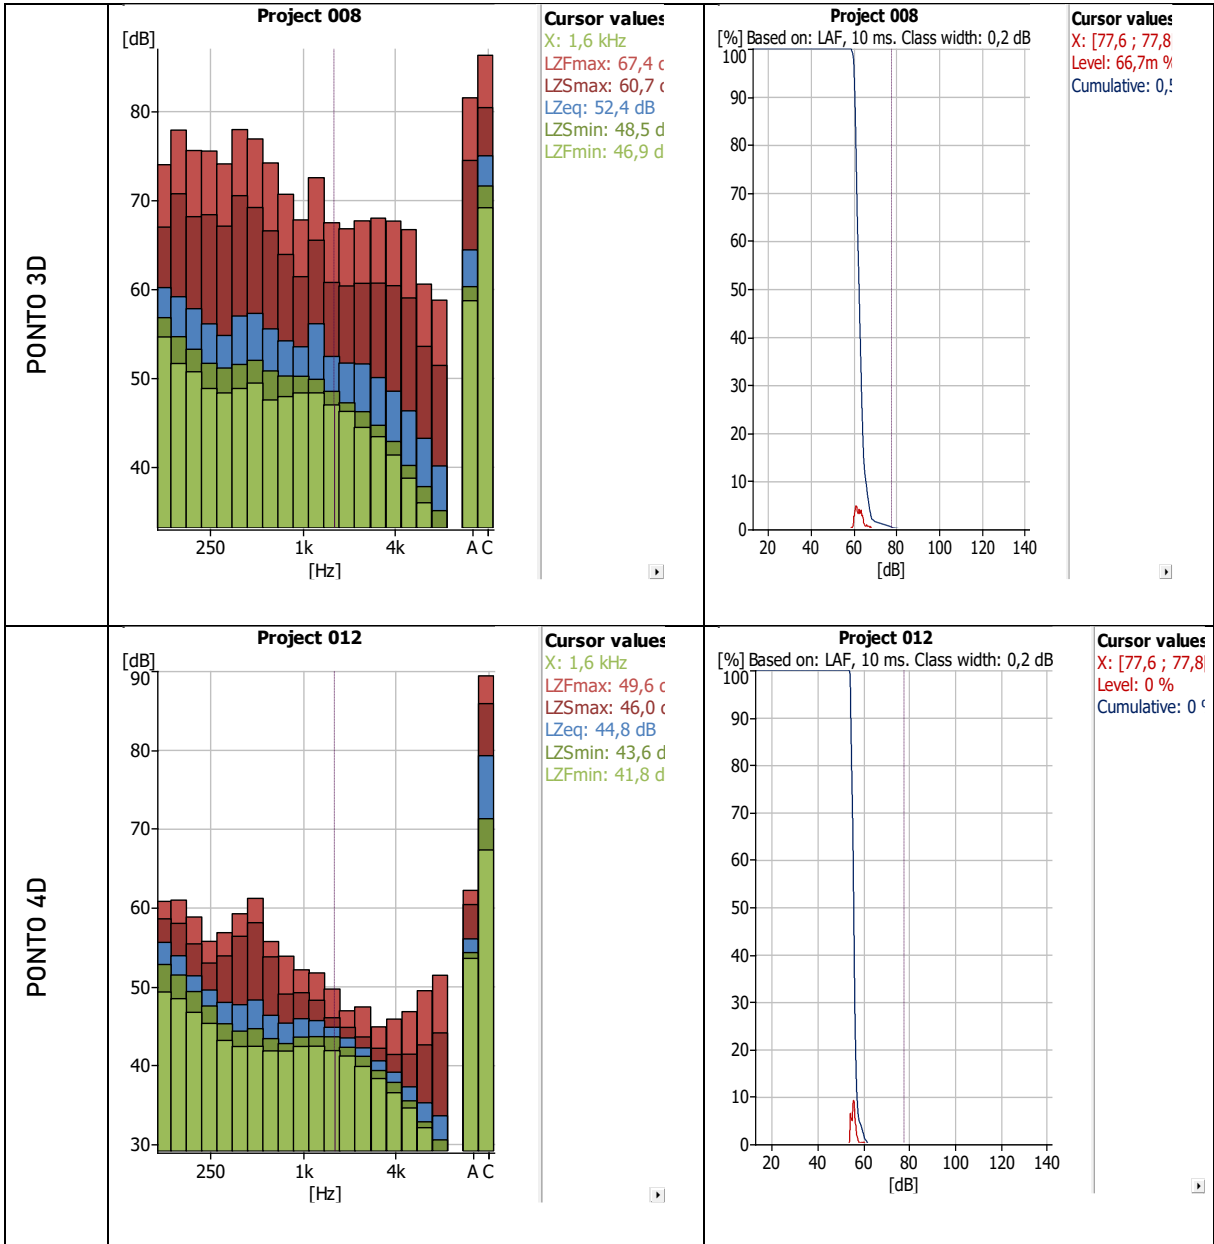 PONTO 3D
Project 008
[dB]
80
70
60
50
40
250 1k 4k A C
[Hz]
Cursor values
X: 1,6 kHz
LZFmax: 67,4 d
LZSmax: 60,7 d
LZeq: 52,4 dB
LZSmin: 48,5 d
LZFmin: 46,9 d
Project 008
[%] Based on: LAF, 10 ms. Class width: 0,2 dB
100
90
80
70
60
50
40
30
20
10
0
20 40 60 80 100 120 140
[dB]
Cursor values
X: [77,6 ; 77,8
Level: 66,7m %
Cumulative: 0,5
PONTO 4D
Project 012
[dB]
90
80
70
60
50
40
30
250 1k 4k A C
[Hz]
Cursor values
X: 1,6 kHz
LZFmax: 49,6 d
LZSmax: 46,0 d
LZeq: 44,8 dB
LZSmin: 43,6 d
LZFmin: 41,8 d
Project 012
[%] Based on: LAF, 10 ms. Class width: 0,2 dB
100
90
80
70
60
50
40
30
20
10
0
20 40 60 80 100 120 140
[dB]
Cursor values
X: [77,6 ; 77,8]
Level: 0 %
Cumulative: 0 %